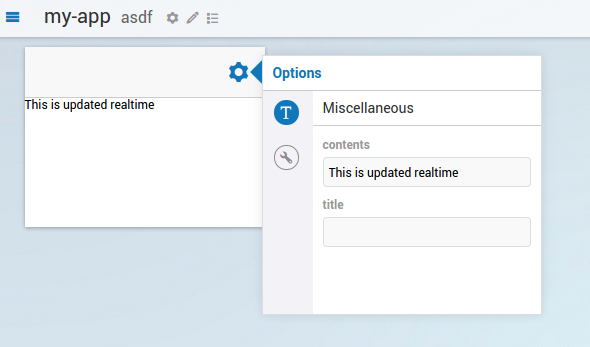 my-app asdf
This is updated realtime
Options
T
Miscellaneous
contents
This is updated realtime
title